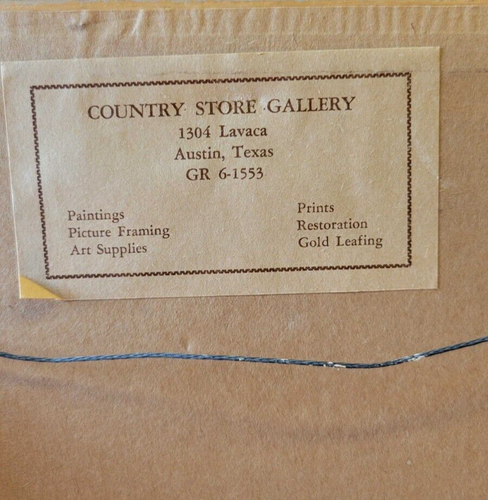 COUNTRY STORE GALLERY
1304 Lavaca
Austin, Texas
GR 6-1553
Paintings
Picture Framing
Art Supplies
Prints
Restoration
Gold Leafing